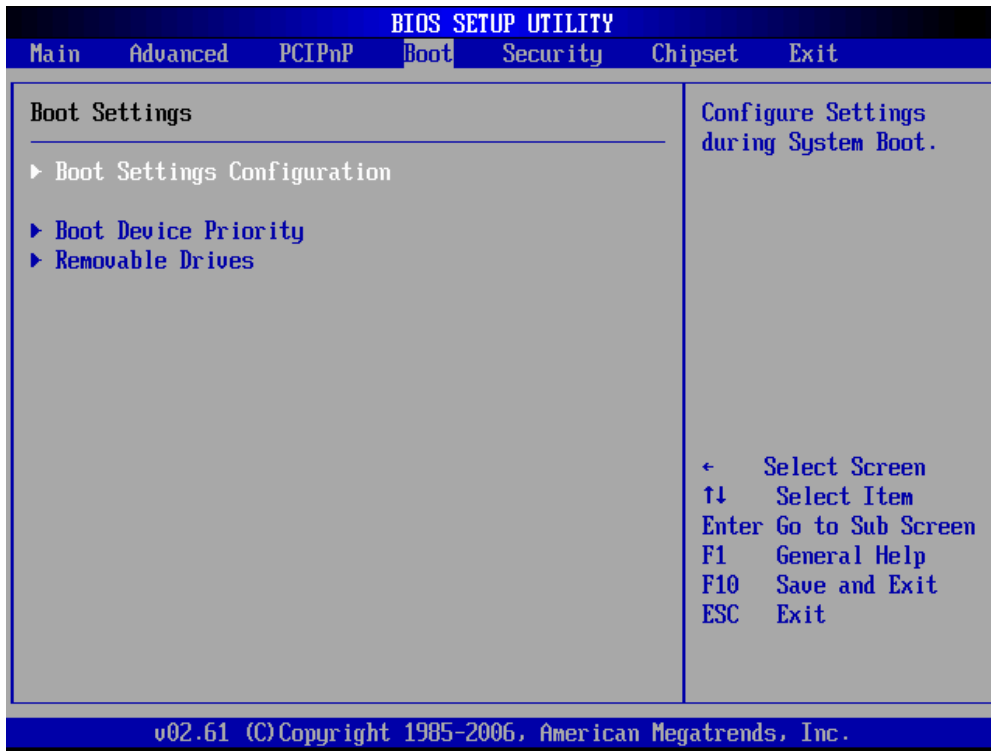 BIOS SETUP UTILITY
Main Advanced PCIPnP Boot Security Chipset Exit
Boot Settings
▶ Boot Settings Configuration
▶ Boot Device Priority
▶ Removable Drives
Configure Settings
during System Boot.
← Select Screen
↑↓ Select Item
Enter Go to Sub Screen
F1 General Help
F10 Save and Exit
ESC Exit
v02.61 (C)Copyright 1985-2006, American Megatrends, Inc.